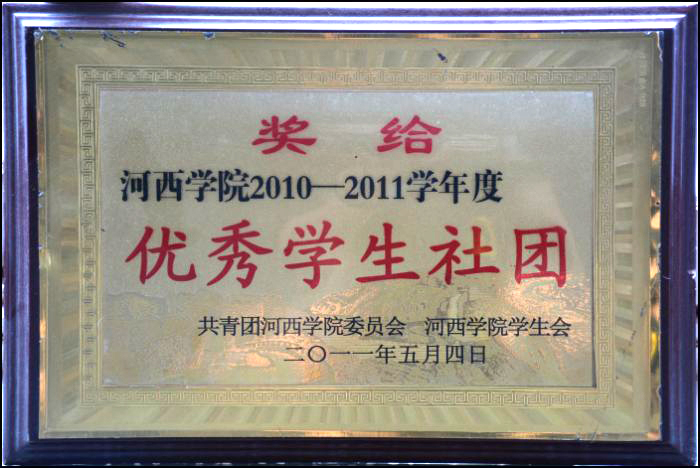 奖 给
河西学院2010—2011学年度
优秀学生社团
共青团河西学院委员会 河西学院学生会
二〇一一年五月四日